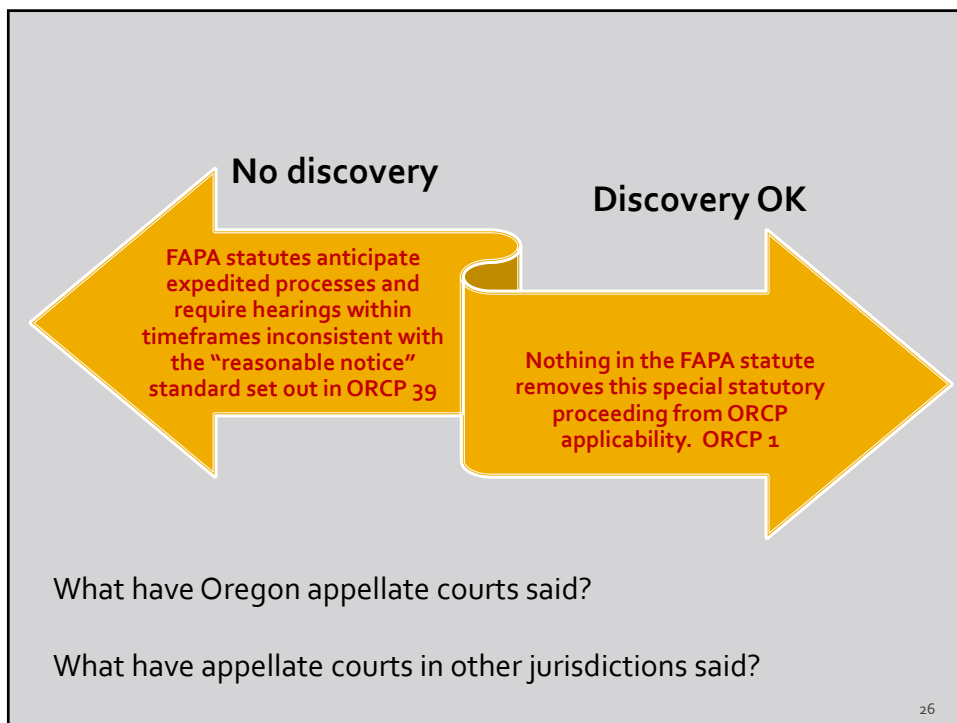 No discovery
FAPA statutes anticipate
expedited processes and
require hearings within
timeframes inconsistent with
the “reasonable notice”
standard set out in ORCP 39
Discovery OK
Nothing in the FAPA statute
removes this special statutory
proceeding from ORCP
applicability.  ORCP 1
What have Oregon appellate courts said?
What have appellate courts in other jurisdictions said?
26